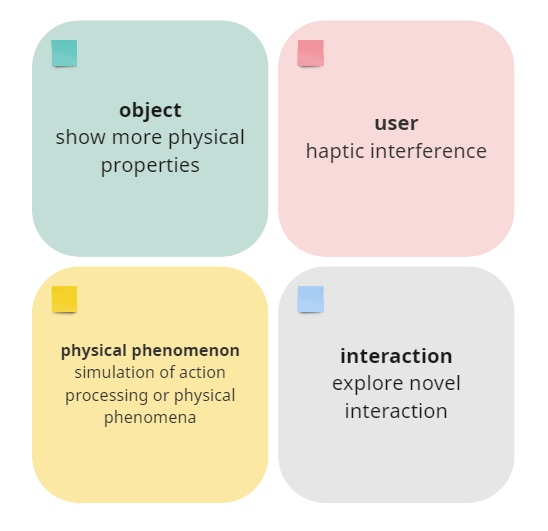 object
show more physical
properties
user
haptic interference
physical phenomenon
simulation of action
processing or physical
phenomena
interaction
explore novel
interaction